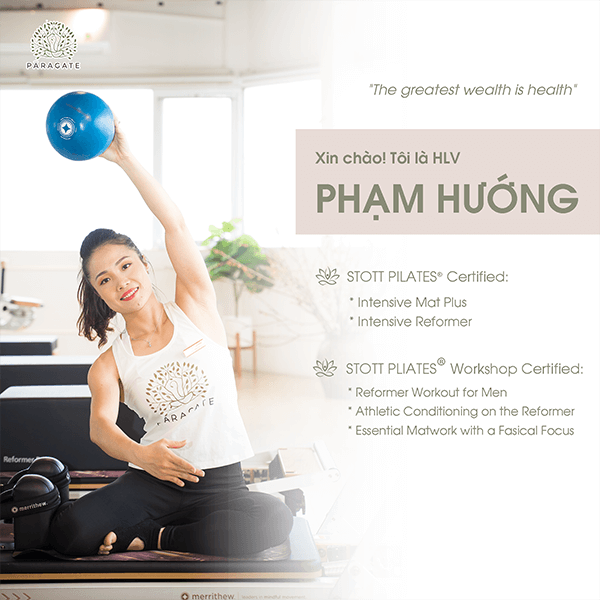 PARAGATE
"The greatest wealth is health"
Xin chào! Tôi là HLV
PHẠM HƯỚNG
STOTT PILATES® Certified:
* Intensive Mat Plus
* Intensive Reformer
STOTT PLIATES® Workshop Certified:
* Reformer Workout for Men
* Athletic Conditioning on the Reformer
* Essential Matwork with a Fasical Focus
PARAGATE
Reformer
merrithew
merrithew